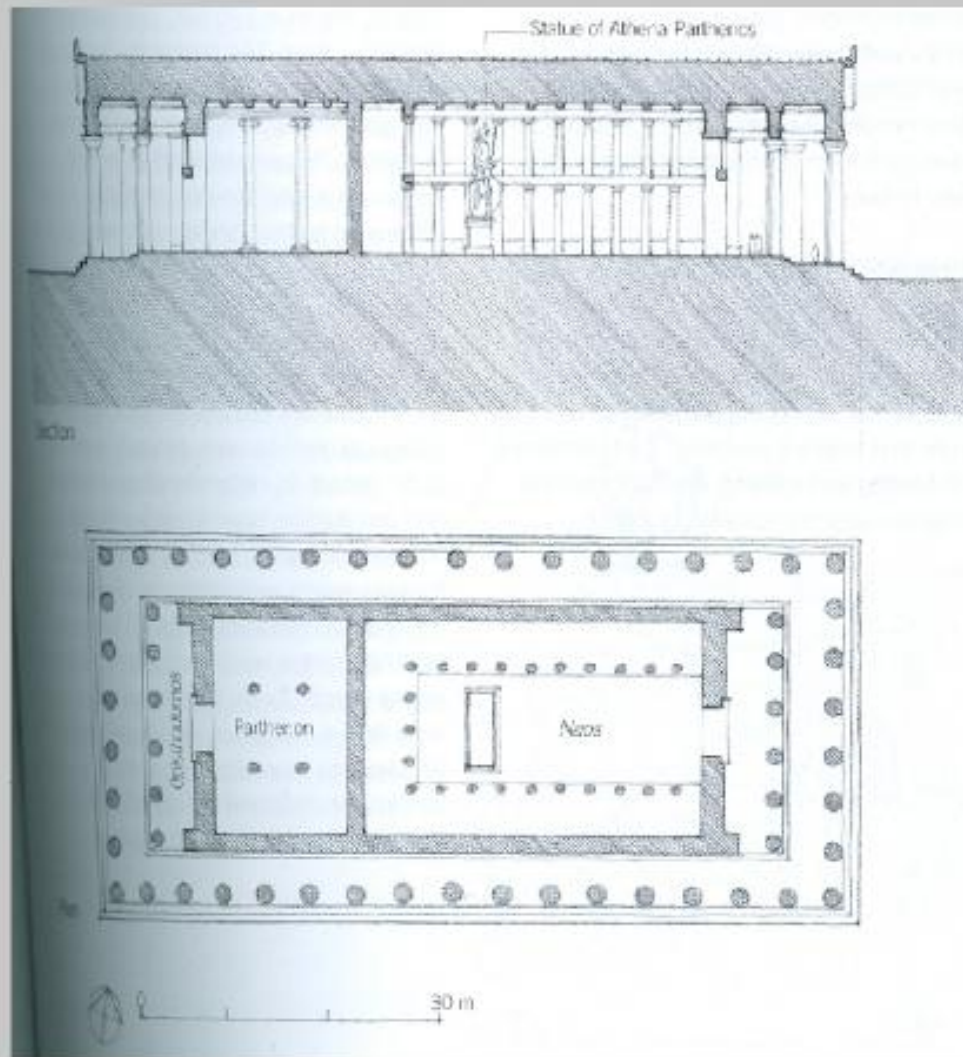 Statue of Athena Parthenos
Section
Opisthodomos
Parthenon
Naos
Plan
0
30 m